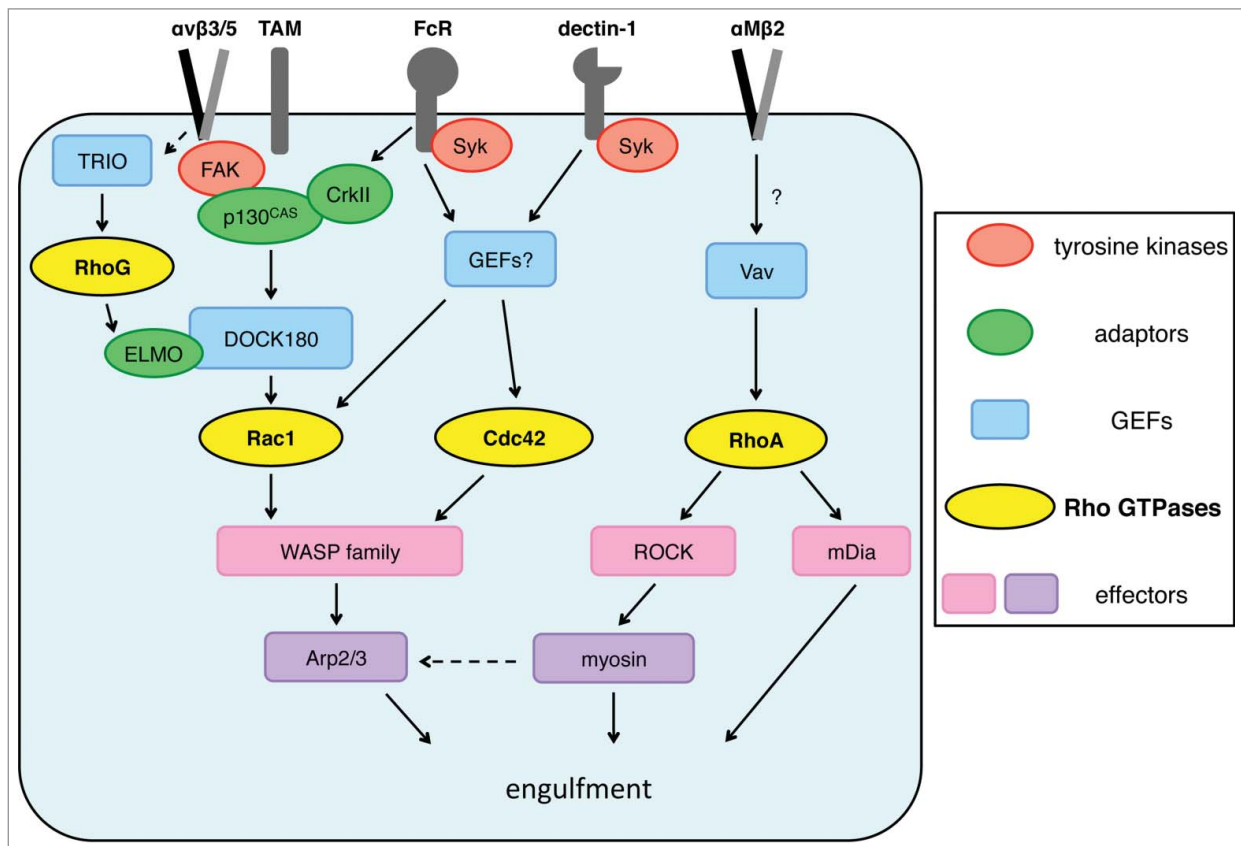 αvβ3/5 TAM FcR dectin-1 αMβ2
TRIO
FAK
Syk
Syk
CrkII
p130CAS
?
RhoG
GEFs?
Vav
ELMO
DOCK180
Rac1
Cdc42
RhoA
WASP family
ROCK
mDia
Arp2/3
myosin
engulfment
tyrosine kinases
adaptors
GEFs
Rho GTPases
effectors